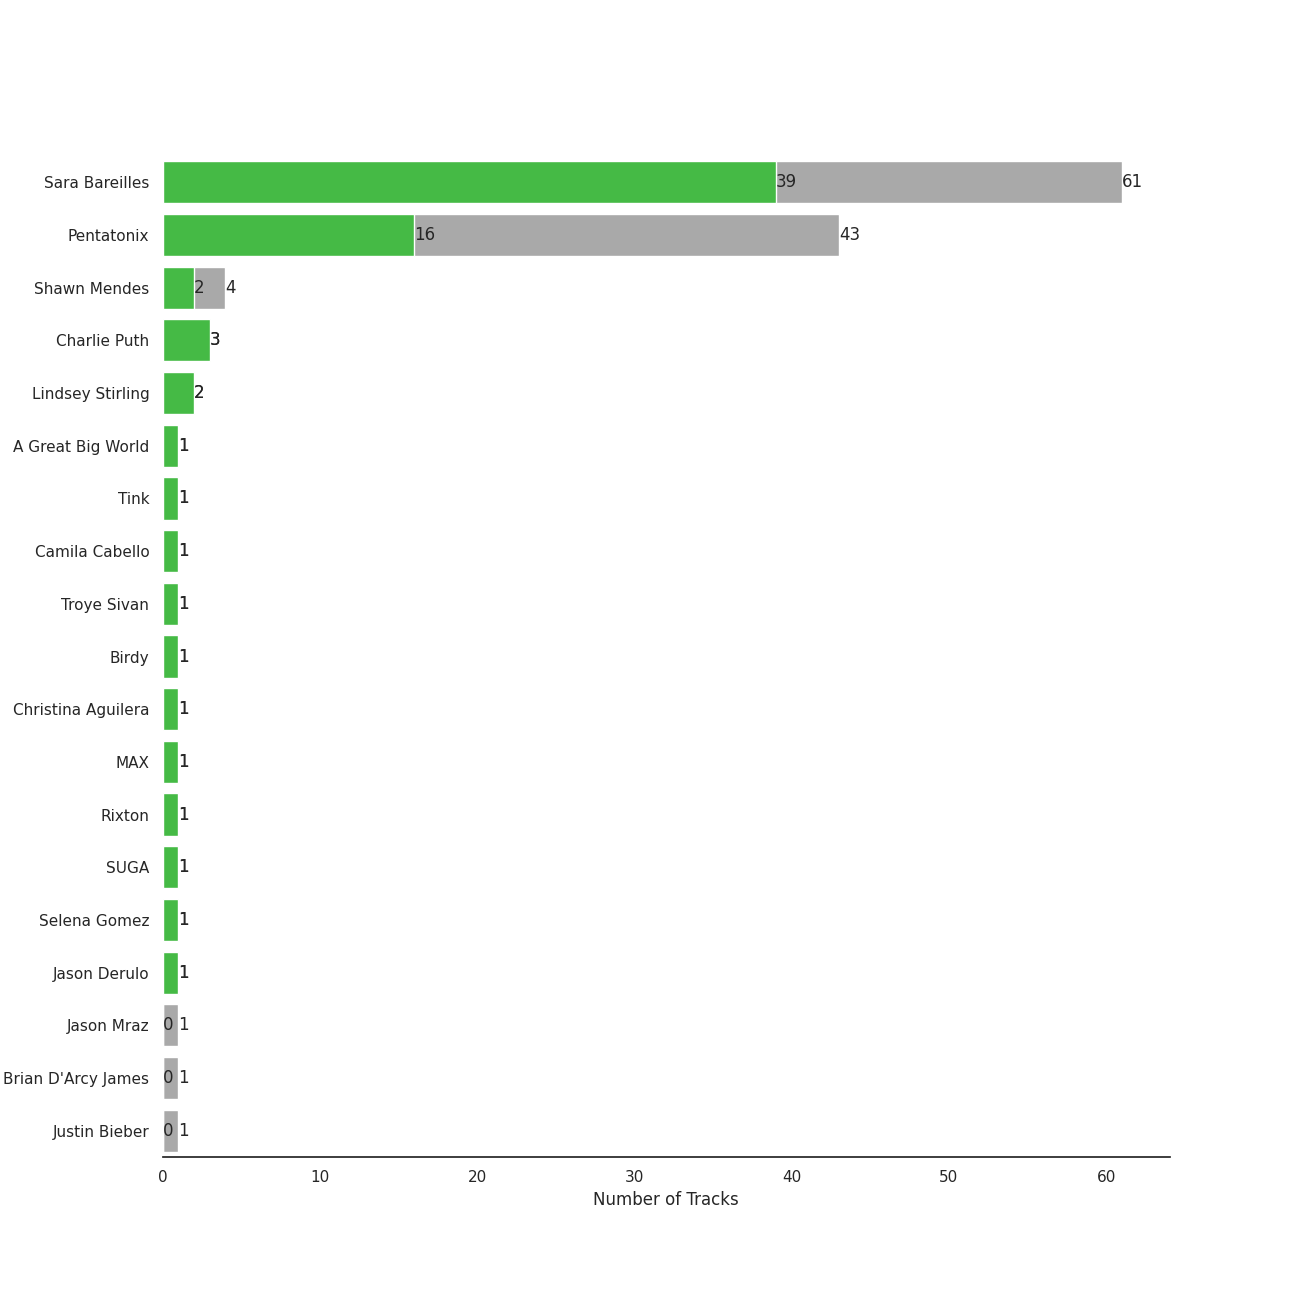 Sara Bareilles 39 61
Pentatonix 16 43
Shawn Mendes 2 4
Charlie Puth 3
Lindsey Stirling 2
A Great Big World 1
Tink 1
Camila Cabello 1
Troye Sivan 1
Birdy 1
Christina Aguilera 1
MAX 1
Rixton 1
SUGA 1
Selena Gomez 1
Jason Derulo 1
Jason Mraz 0 1
Brian D'Arcy James 0 1
Justin Bieber 0 1
0 10 20 30 40 50 60
Number of Tracks